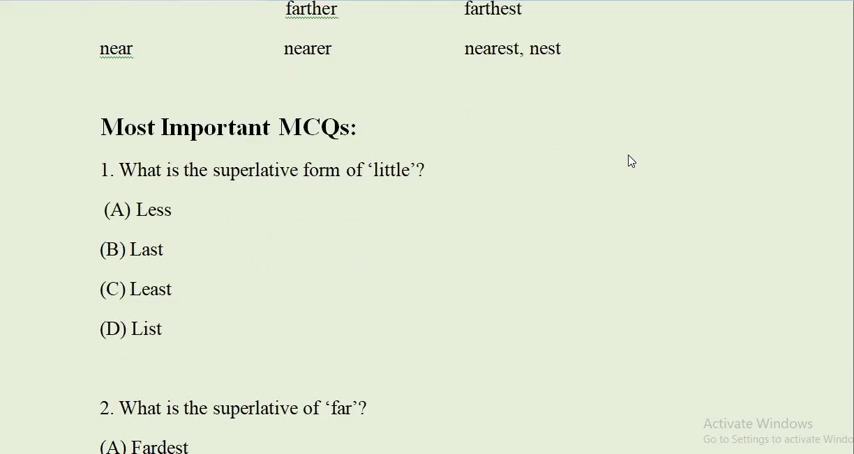 farther farthest
near nearer nearest, nest
Most Important MCQs:
1. What is the superlative form of ‘little’?
(A) Less
(B) Last
(C) Least
(D) List
2. What is the superlative of ‘far’?
(A) Fardest
Activate Windows
Go to Settings to activate Windo